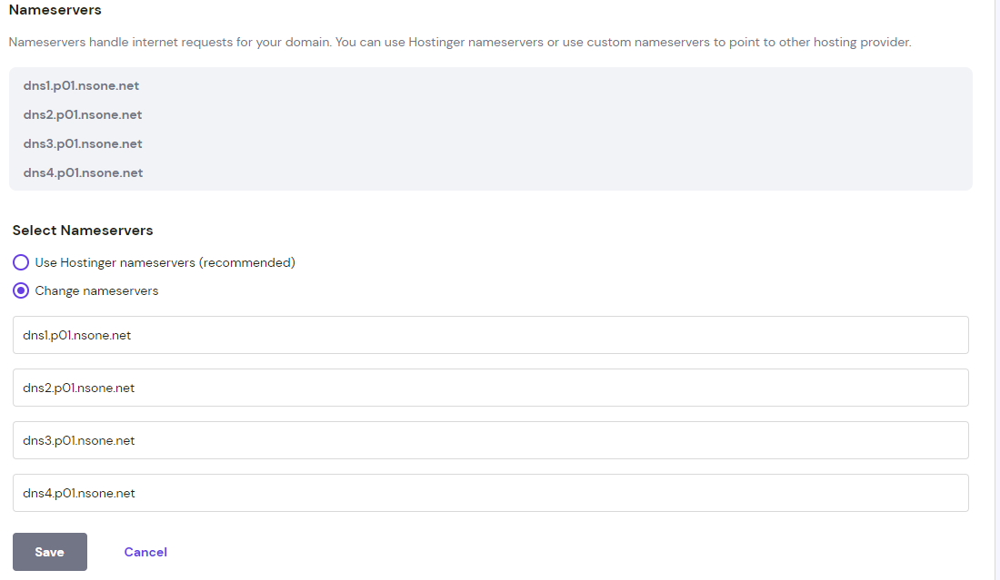 Nameservers
Nameservers handle internet requests for your domain. You can use Hostinger nameservers or use custom nameservers to point to other hosting provider.
dns1.p01.nsone.net
dns2.p01.nsone.net
dns3.p01.nsone.net
dns4.p01.nsone.net
Select Nameservers
Use Hostinger nameservers (recommended)
Change nameservers
dns1.p01.nsone.net
dns2.p01.nsone.net
dns3.p01.nsone.net
dns4.p01.nsone.net
Save Cancel